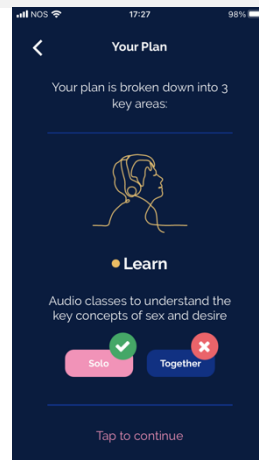 NOS 17:27 98%
Your Plan
Your plan is broken down into 3
key areas:
Learn
Audio classes to understand the
key concepts of sex and desire
Solo Together
Tap to continue